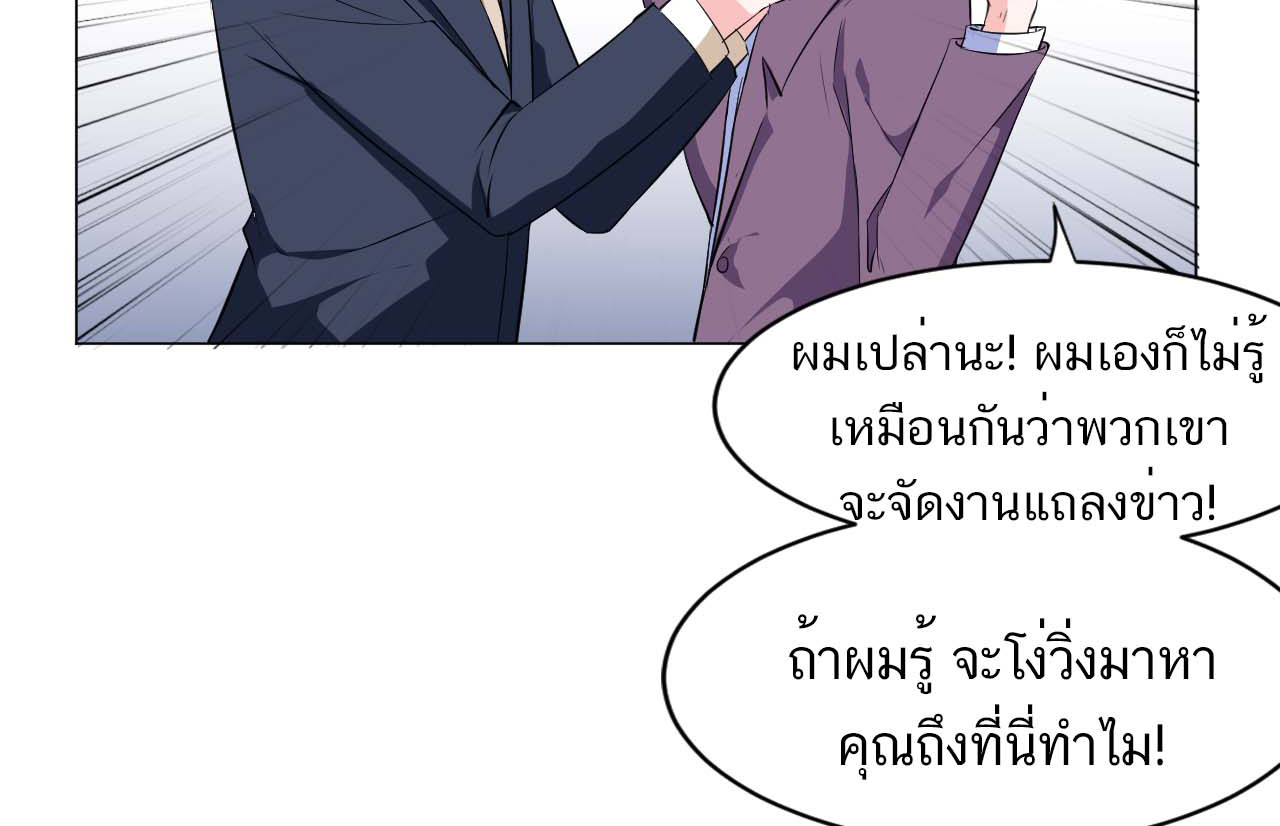 ผมเปล่านะ! ผมเองก็ไม่รู้
เหมือนกันว่าพวกเขา
จะจัดงานแถลงข่าว!
ถ้าผมรู้ จะโง่วิ่งมาหา
คุณถึงที่นี่ทำไม!